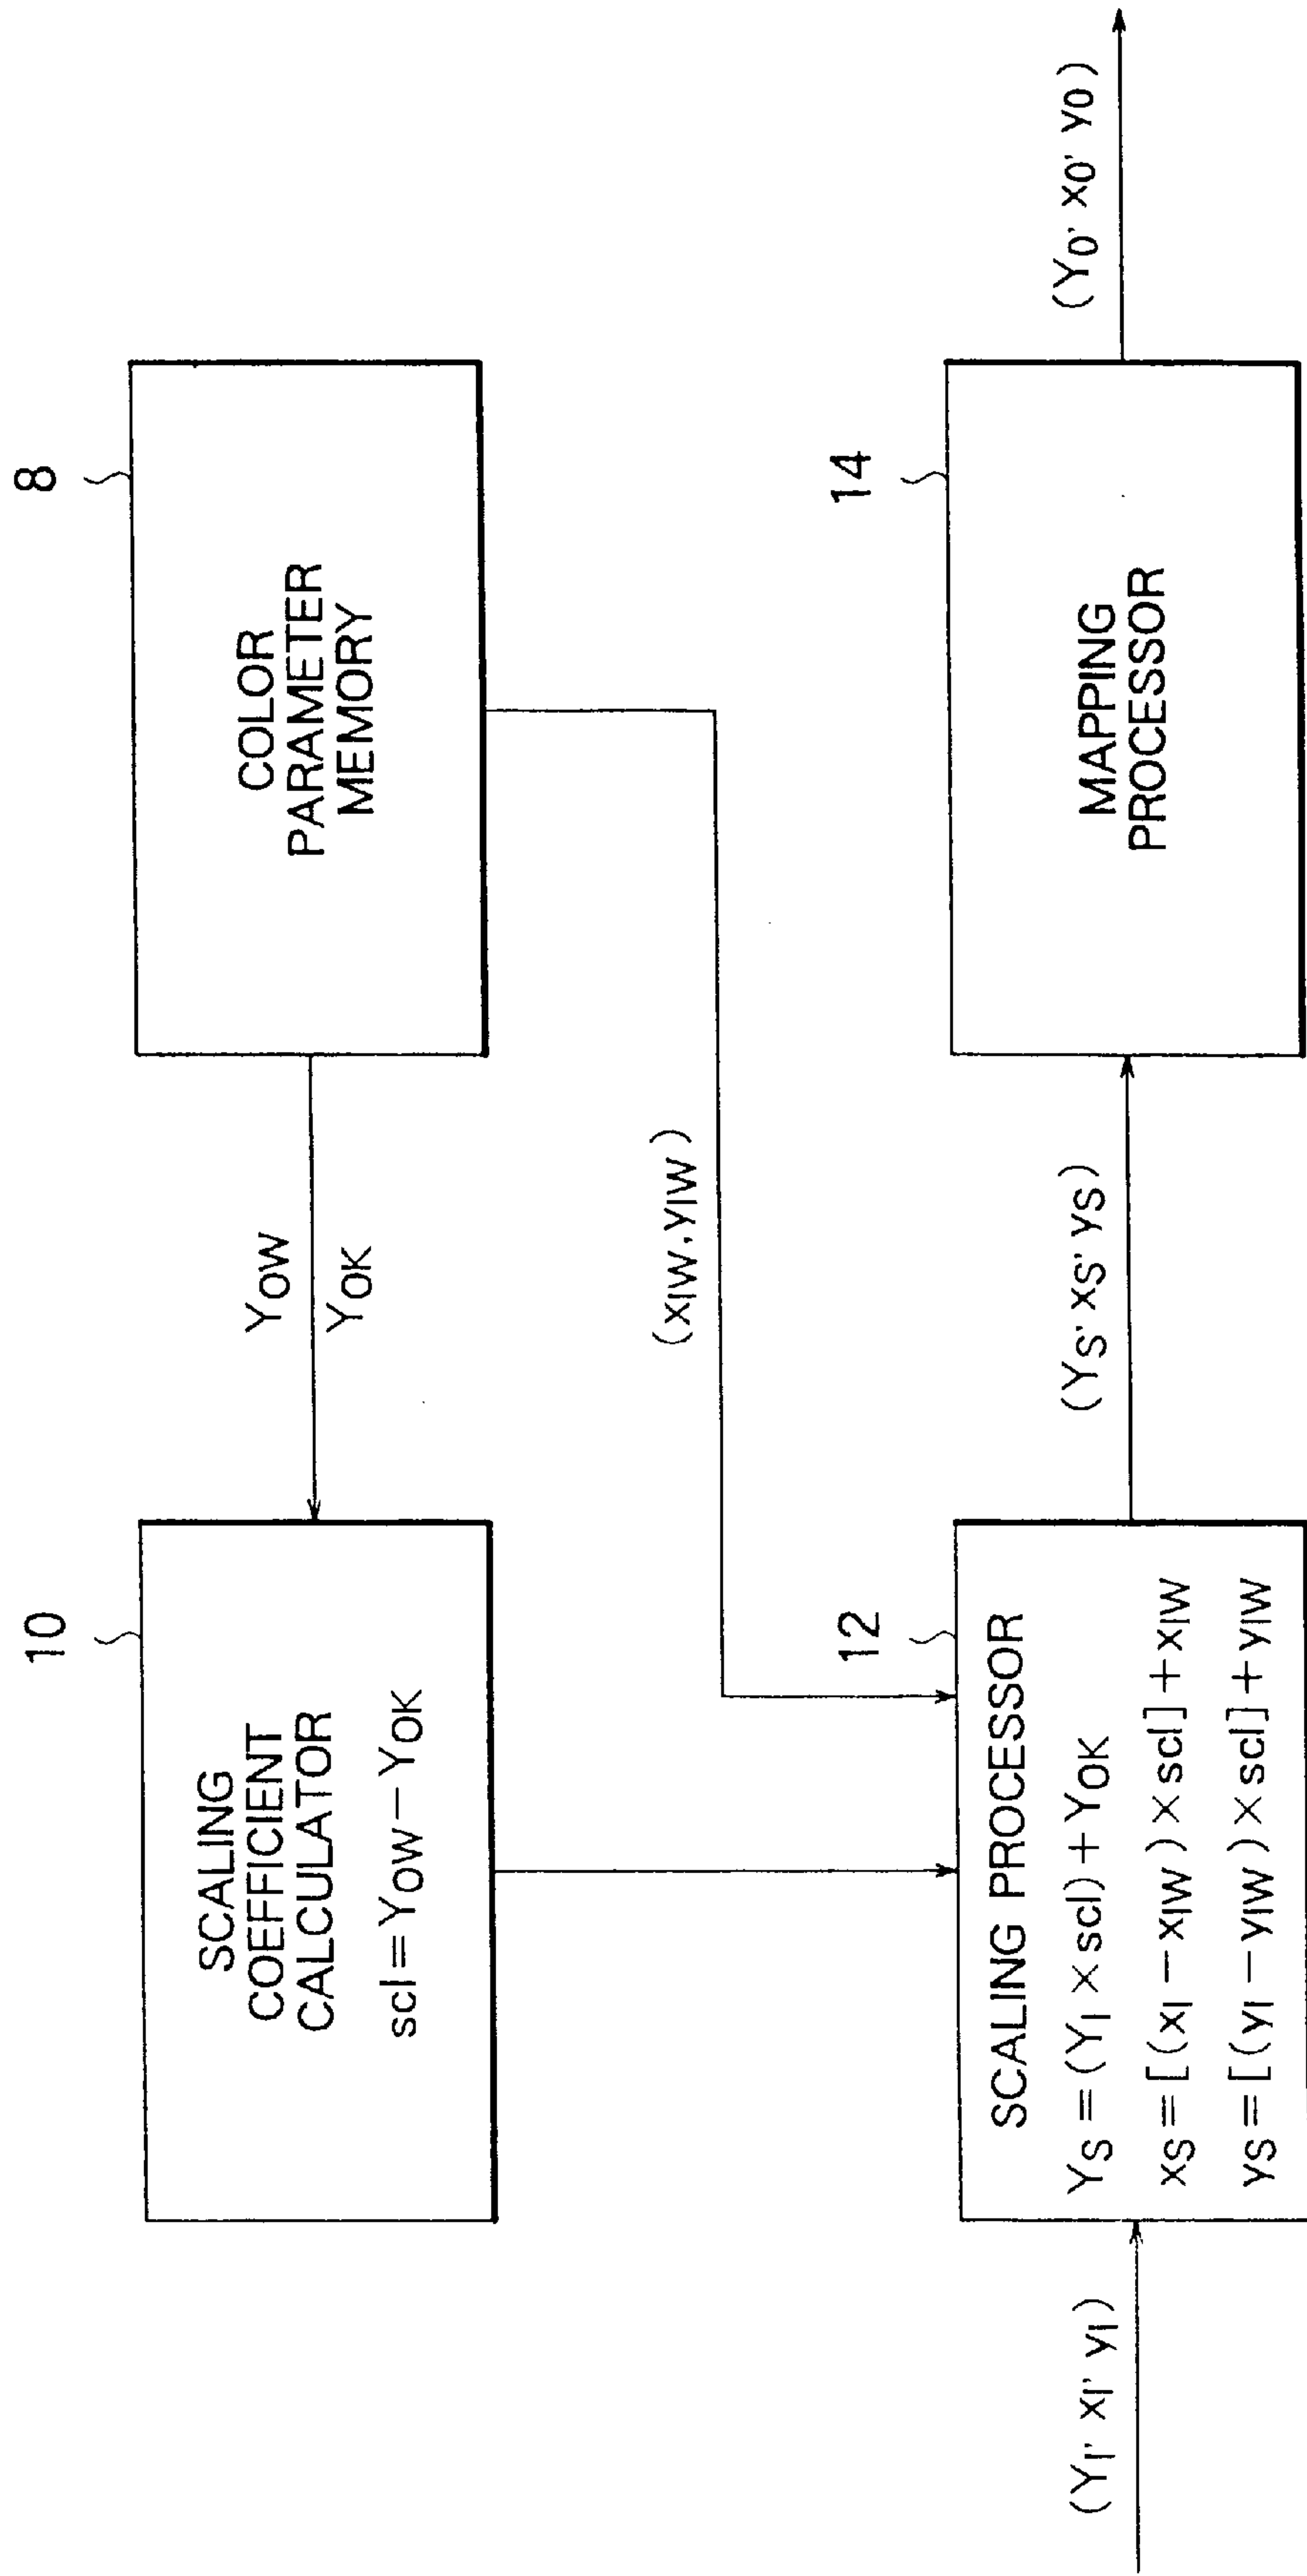 10
SCALING
COEFFICIENT
CALCULATOR
scl=Y_OW−Y_OK
Y_OW
Y_OK
8
COLOR
PARAMETER
MEMORY
(x_IW, y_IW)
(Y_I, x_I, y_I)
12
SCALING PROCESSOR
Y_S=(Y_I×scl)+Y_OK
x_S=[(x_I−x_IW)×scl]+x_IW
y_S=[(y_I−y_IW)×scl]+y_IW
(Y_S, x_S, y_S)
14
MAPPING
PROCESSOR
(Y_O, x_O, y_O)